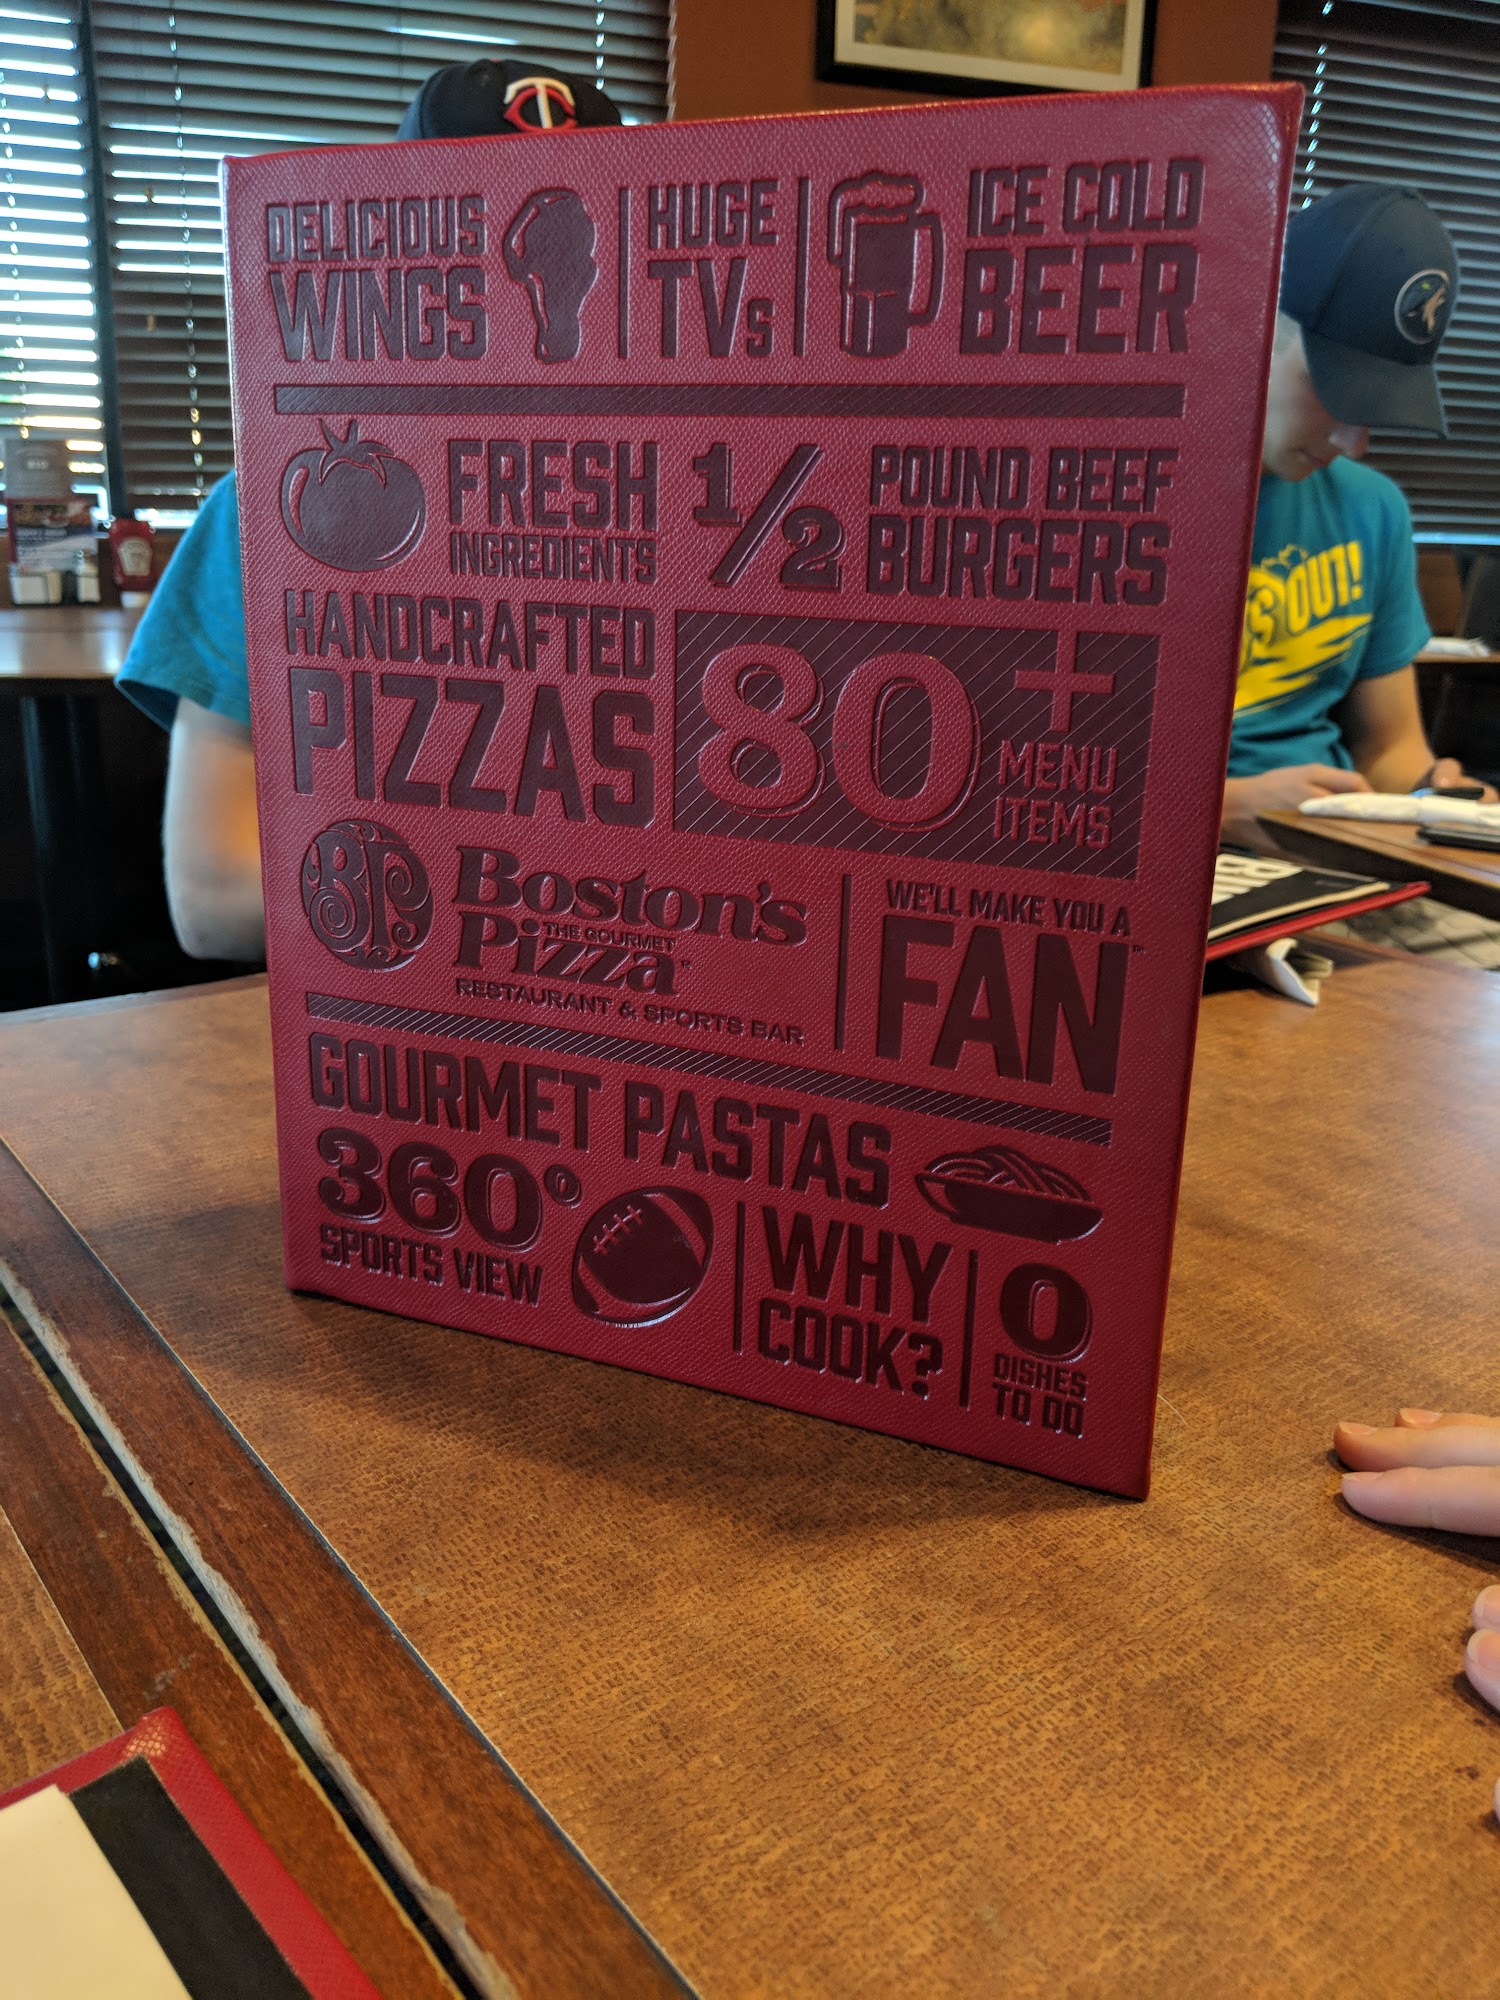 DELICIOUS
WINGS
HUGE
TVs
ICE COLD
BEER
FRESH
INGREDIENTS
1/2
POUND BEEF
BURGERS
HANDCRAFTED
PIZZAS
80+
MENU
ITEMS
BP
Boston's
THE GOURMET
Pizza
RESTAURANT & SPORTS BAR
WE'LL MAKE YOU A
FAN™
GOURMET PASTAS
360°
SPORTS VIEW
WHY
COOK?
0
DISHES
TO DO
TC
OUT!